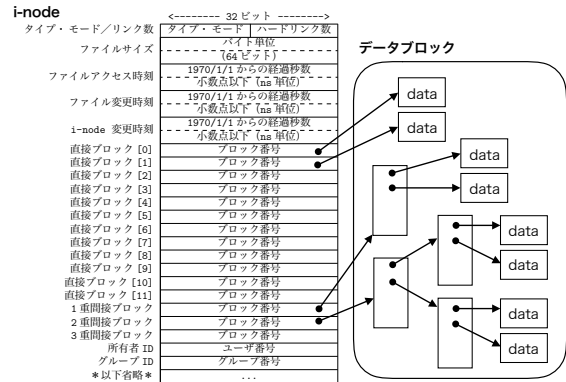 i-node
<-------- 32 ビット -------->
タイプ・モード/リンク数 タイプ・モード ハードリンク数
ファイルサイズ バイト単位
(64 ビット)
ファイルアクセス時刻 1970/1/1 からの経過秒数
小数点以下 (ns 単位)
ファイル変更時刻 1970/1/1 からの経過秒数
小数点以下 (ns 単位)
i-node 変更時刻 1970/1/1 からの経過秒数
小数点以下 (ns 単位)
直接ブロック [0] ブロック番号
直接ブロック [1] ブロック番号
直接ブロック [2] ブロック番号
直接ブロック [3] ブロック番号
直接ブロック [4] ブロック番号
直接ブロック [5] ブロック番号
直接ブロック [6] ブロック番号
直接ブロック [7] ブロック番号
直接ブロック [8] ブロック番号
直接ブロック [9] ブロック番号
直接ブロック [10] ブロック番号
直接ブロック [11] ブロック番号
1 重間接ブロック ブロック番号
2 重間接ブロック ブロック番号
3 重間接ブロック ブロック番号
所有者 ID ユーザ番号
グループ ID グループ番号
*以下省略* ...
データブロック
data
data
data
data
data
data
data
data